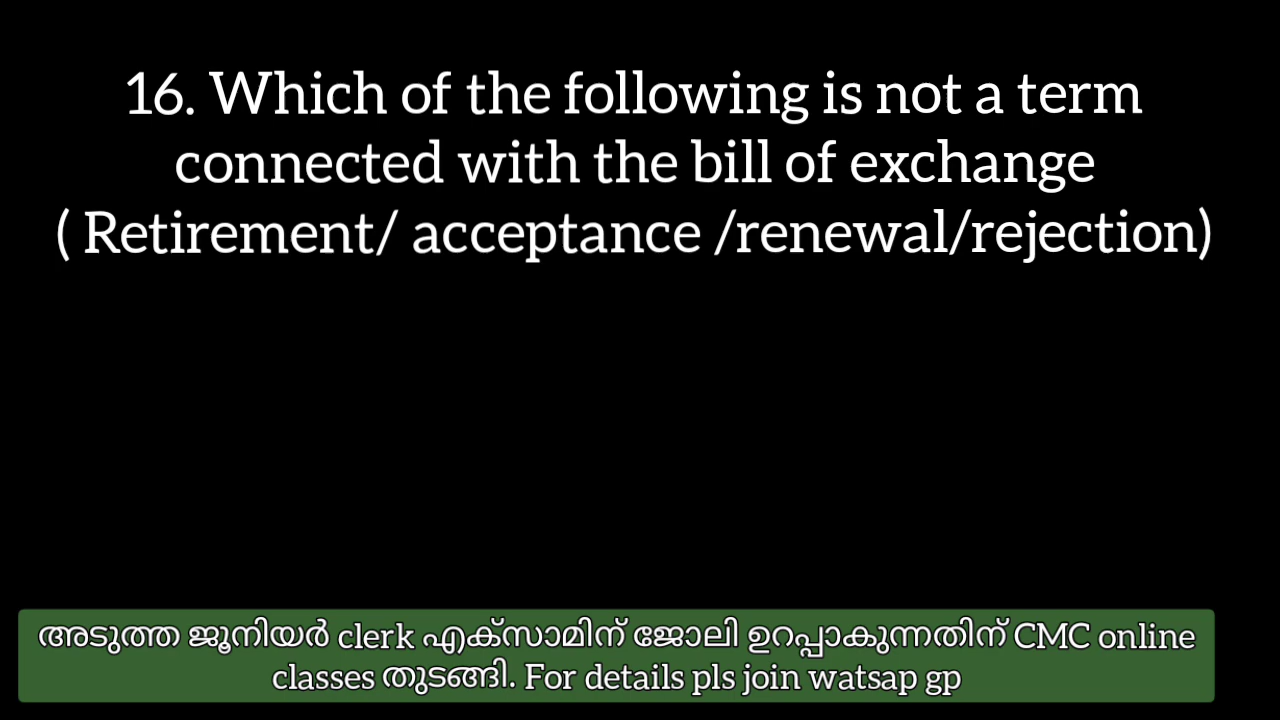 16. Which of the following is not a term
connected with the bill of exchange
( Retirement/ acceptance /renewal/rejection)
അടുത്ത ജൂനിയർ clerk എക്സാമിന് ജോലി ഉറപ്പാകുന്നതിന് CMC online
classes തുടങ്ങി. For details pls join watsap gp